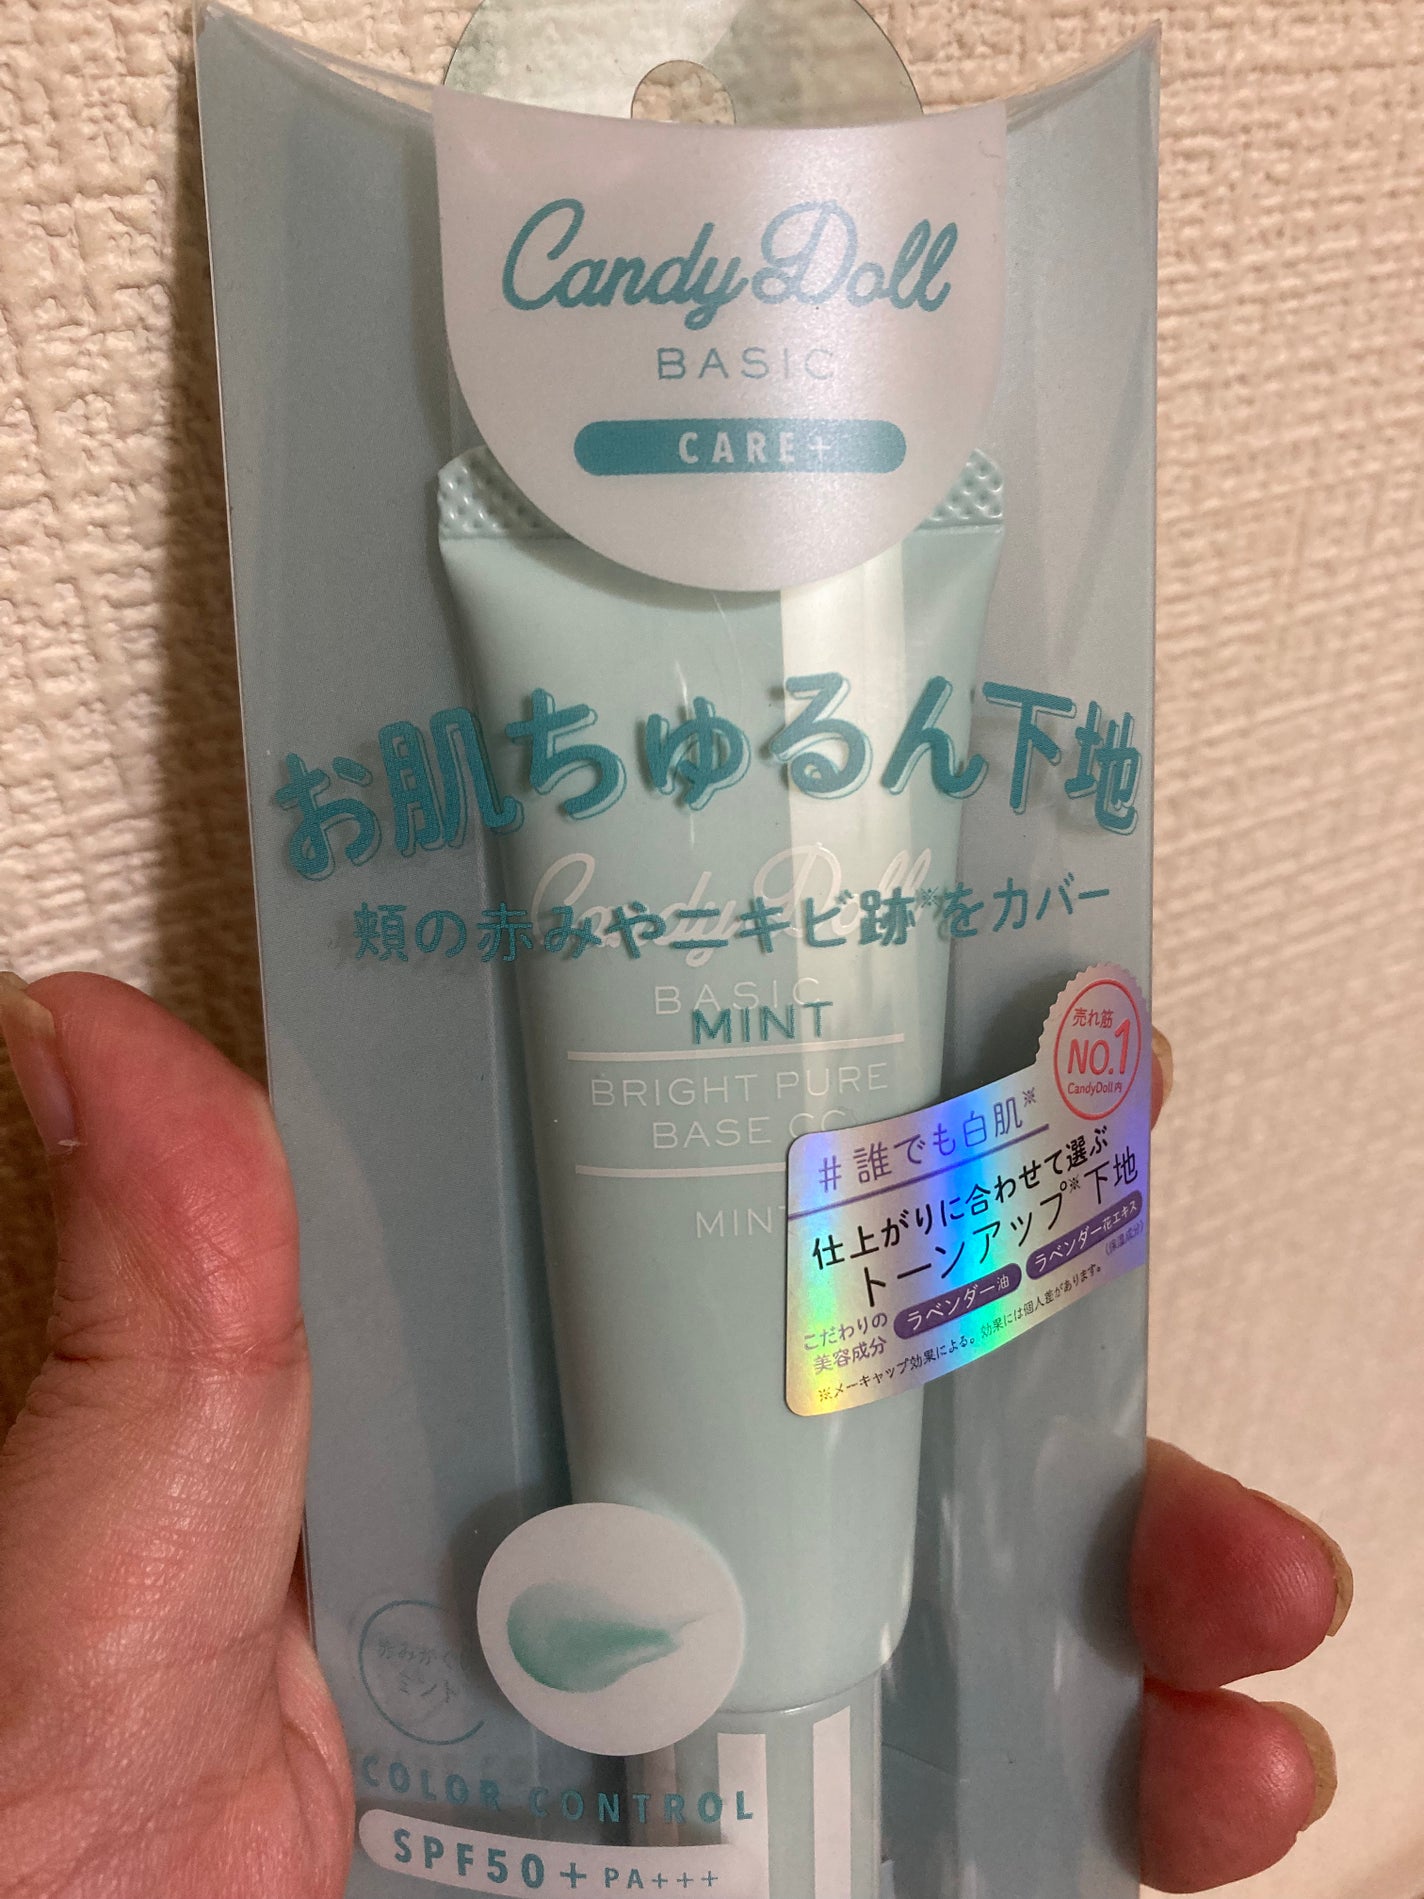 Candy Doll
BASIC
CARE+
お肌ちゅるん下地
Candy Doll
頬の赤みやニキビ跡※をカバー
BASIC
MINT
BRIGHT PURE
BASE CC
MINT
売れ筋
NO.1
CandyDoll内
#誰でも白肌※
仕上がりに合わせて選ぶ
トーンアップ※下地
こだわりの
美容成分
ラベンダー油
ラベンダー花エキス
(保湿成分)
※メーキャップ効果による。効果には個人差があります。
ミント
COLOR CONTROL
SPF50+ PA+++